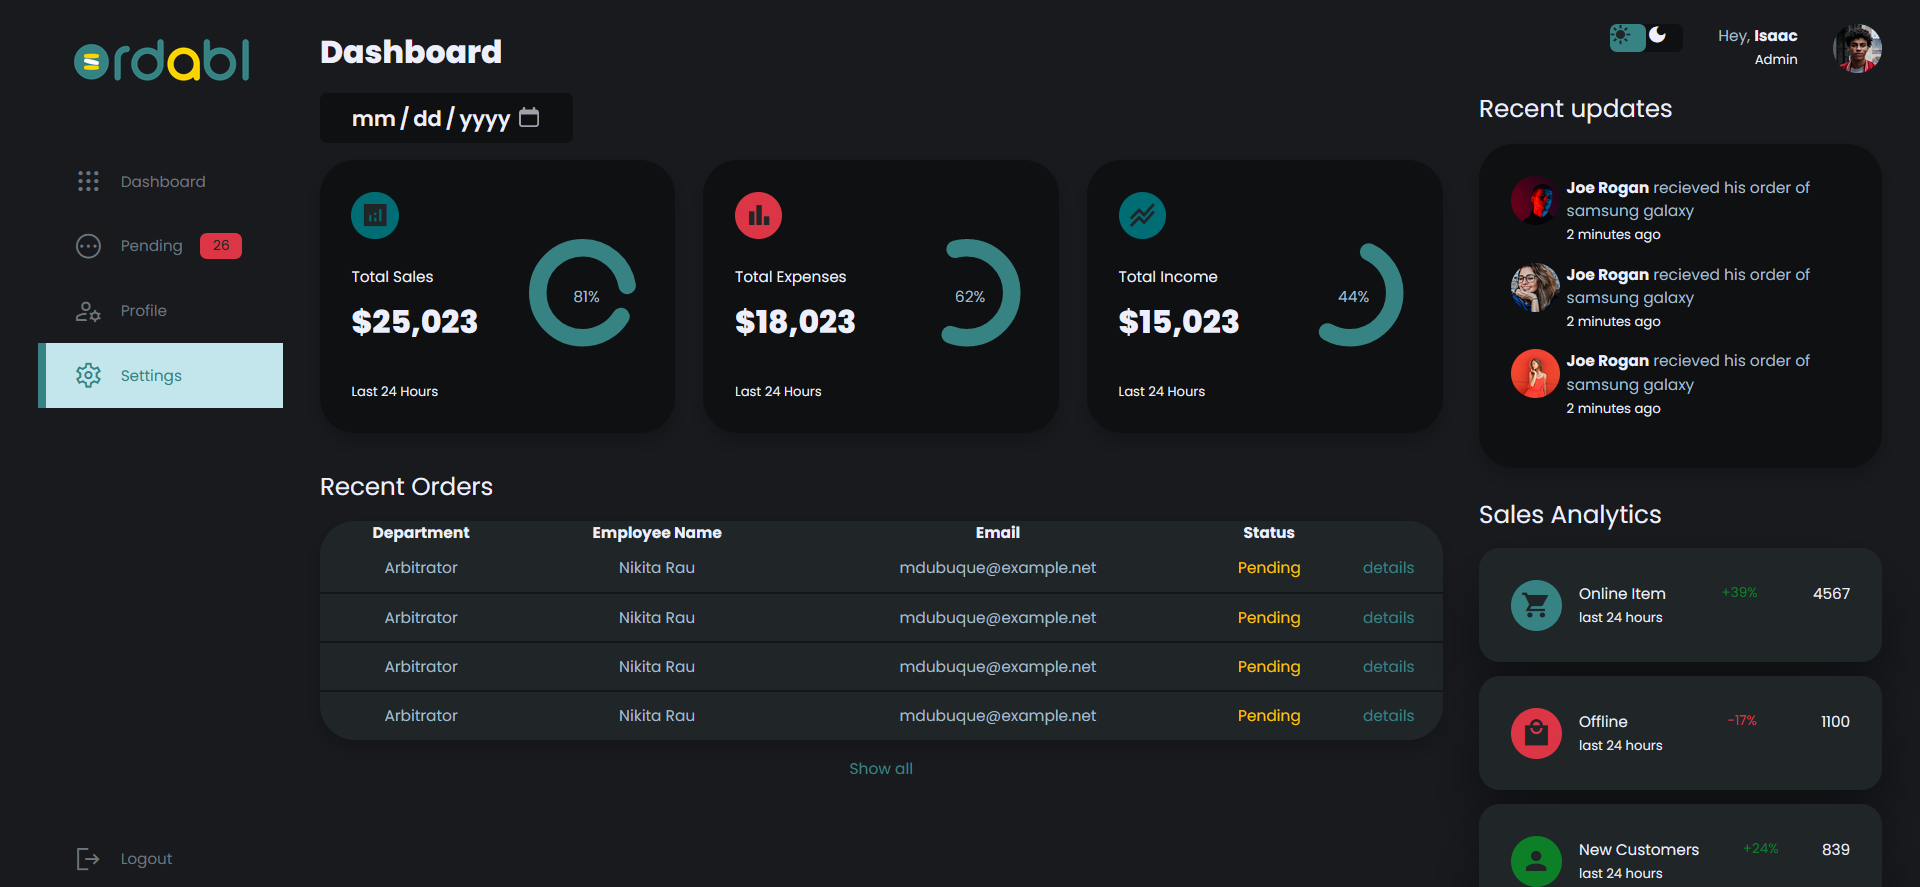 ordabl
Dashboard
Pending 26
Profile
Settings
Logout
Dashboard
mm/dd/yyyy
Total Sales
$25,023
81%
Last 24 Hours
Total Expenses
$18,023
62%
Last 24 Hours
Total Income
$15,023
44%
Last 24 Hours
Recent Orders
Department Employee Name Email Status
Arbitrator Nikita Rau mdubuque@example.net Pending details
Arbitrator Nikita Rau mdubuque@example.net Pending details
Arbitrator Nikita Rau mdubuque@example.net Pending details
Arbitrator Nikita Rau mdubuque@example.net Pending details
Show all
Hey, Isaac
Admin
Recent updates
Joe Rogan recieved his order of
samsung galaxy
2 minutes ago
Joe Rogan recieved his order of
samsung galaxy
2 minutes ago
Joe Rogan recieved his order of
samsung galaxy
2 minutes ago
Sales Analytics
Online Item +39% 4567
last 24 hours
Offline -17% 1100
last 24 hours
New Customers +24% 839
last 24 hours